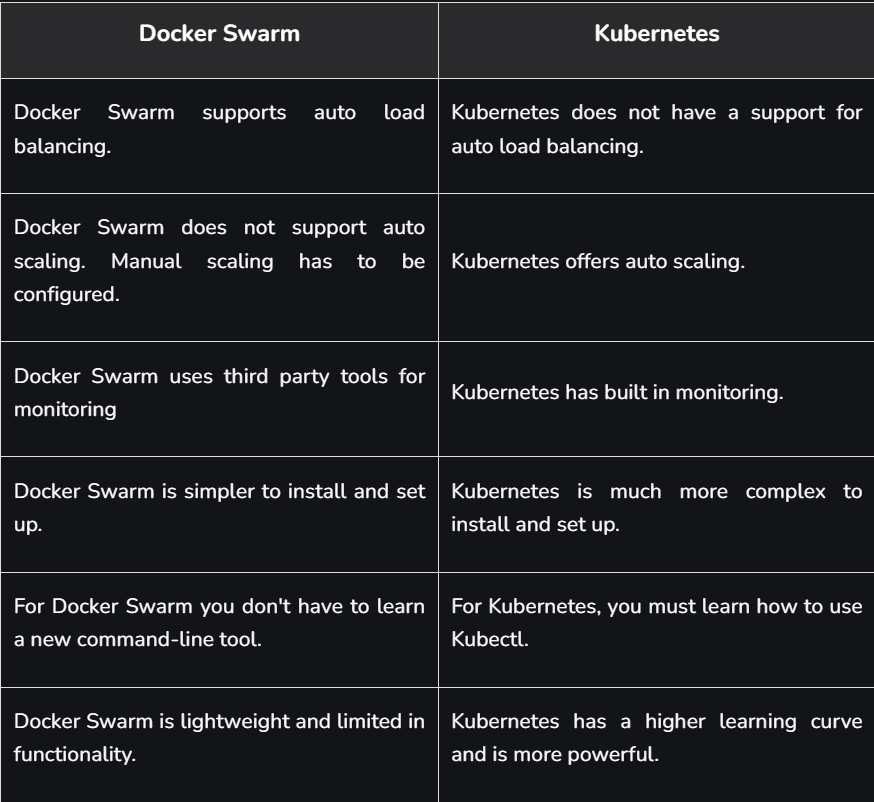 Docker Swarm
Kubernetes
Docker Swarm supports auto load
balancing.
Kubernetes does not have a support for
auto load balancing.
Docker Swarm does not support auto
scaling. Manual scaling has to be
configured.
Kubernetes offers auto scaling.
Docker Swarm uses third party tools for
monitoring
Kubernetes has built in monitoring.
Docker Swarm is simpler to install and set
up.
Kubernetes is much more complex to
install and set up.
For Docker Swarm you don't have to learn
a new command-line tool.
For Kubernetes, you must learn how to use
Kubectl.
Docker Swarm is lightweight and limited in
functionality.
Kubernetes has a higher learning curve
and is more powerful.